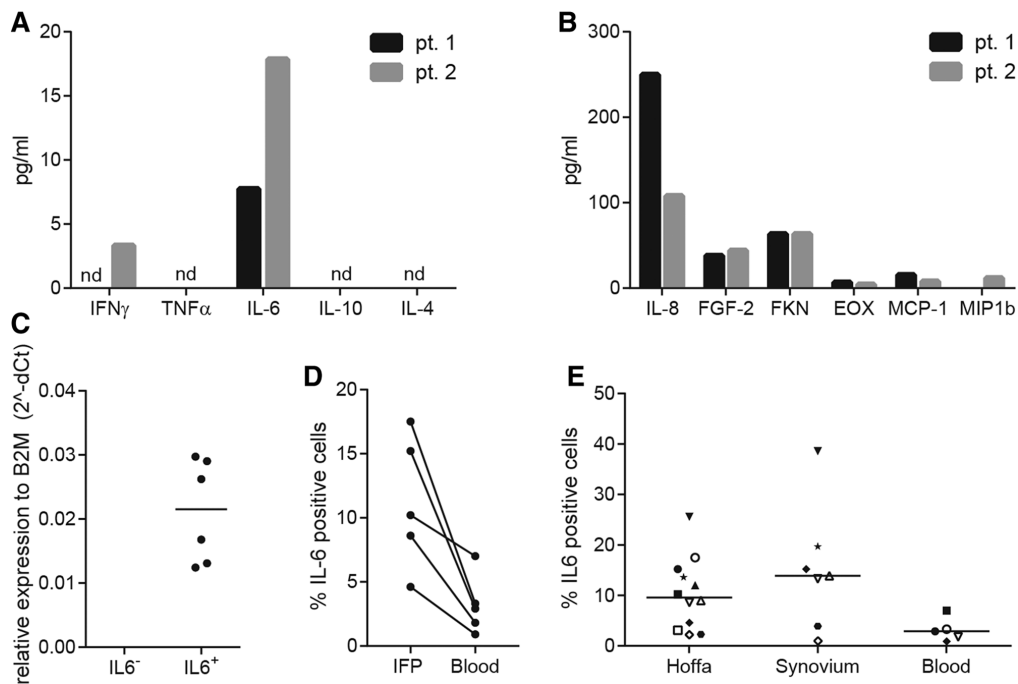 A
pg/ml
20
15
10
5
0
pt. 1
pt. 2
nd nd nd nd
IFNγ TNFα IL-6 IL-10 IL-4
B
pg/ml
300
200
100
0
pt. 1
pt. 2
IL-8 FGF-2 FKN EOX MCP-1 MIP1b
C
relative expression to B2M (2^-dCt)
0.04
0.03
0.02
0.01
0.00
IL6⁻ IL6⁺
D
% IL-6 positive cells
20
15
10
5
0
IFP Blood
E
% IL6 positive cells
50
40
30
20
10
0
Hoffa Synovium Blood